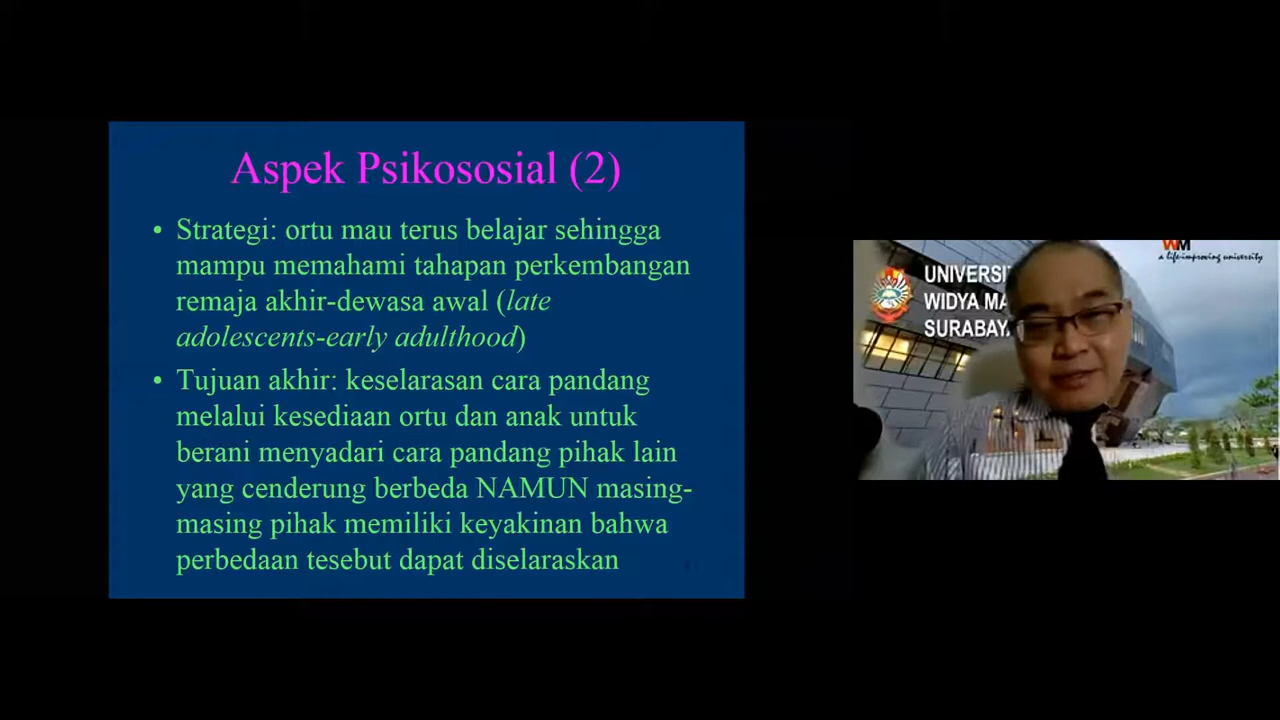 Aspek Psikososial (2)
• Strategi: ortu mau terus belajar sehingga
mampu memahami tahapan perkembangan
remaja akhir-dewasa awal (late
adolescents-early adulthood)
• Tujuan akhir: keselarasan cara pandang
melalui kesediaan ortu dan anak untuk
berani menyadari cara pandang pihak lain
yang cenderung berbeda NAMUN masing-
masing pihak memiliki keyakinan bahwa
perbedaan tesebut dapat diselaraskan
WM
a life-improving university
UNIVERSI
WIDYA MA
SURABAYA